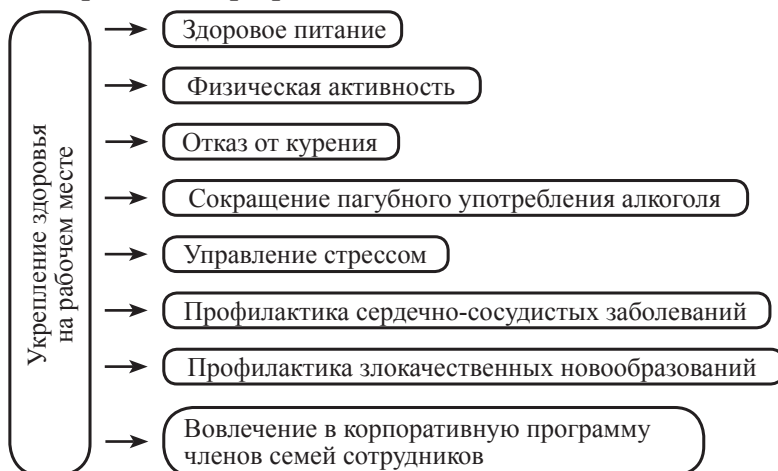 Укрепление здоровья
на рабочем месте
Здоровое питание
Физическая активность
Отказ от курения
Сокращение пагубного употребления алкоголя
Управление стрессом
Профилактика сердечно-сосудистых заболеваний
Профилактика злокачественных новообразований
Вовлечение в корпоративную программу
членов семей сотрудников